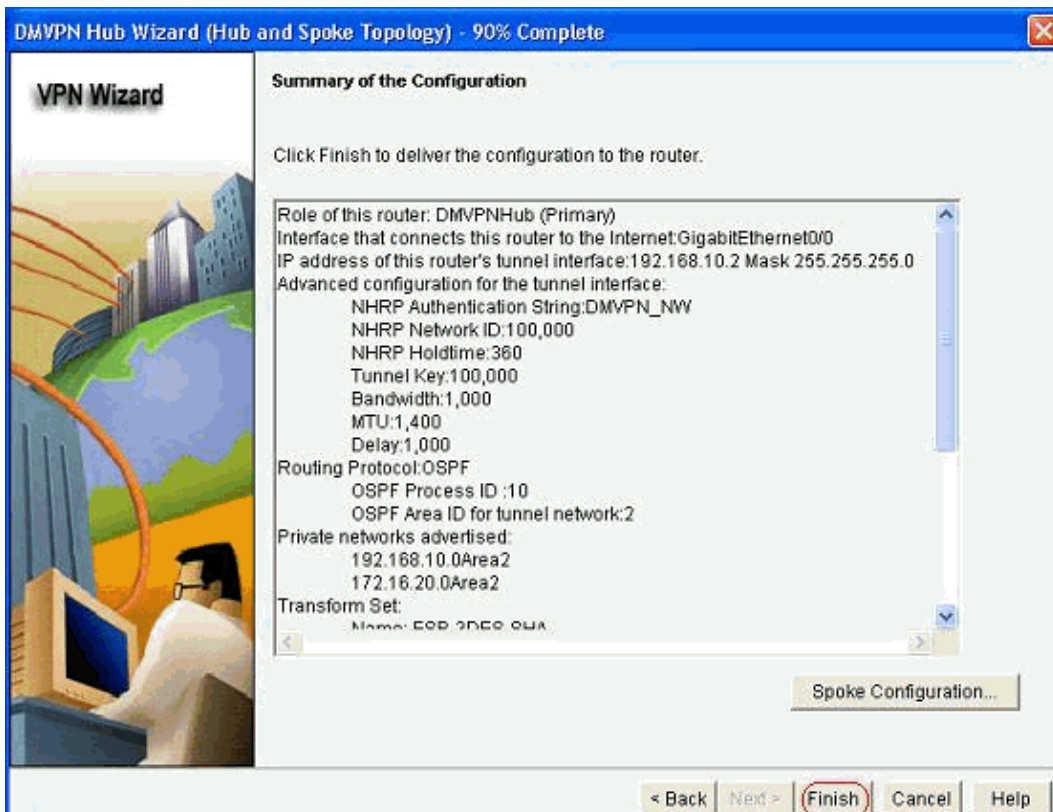 DMVPN Hub Wizard (Hub and Spoke Topology) - 90% Complete
VPN Wizard
Summary of the Configuration
Click Finish to deliver the configuration to the router.
Role of this router: DMVPNHub (Primary)
Interface that connects this router to the Internet:GigabitEthernet0/0
IP address of this router's tunnel interface:192.168.10.2 Mask 255.255.255.0
Advanced configuration for the tunnel interface:
NHRP Authentication String:DMVPN_NW
NHRP Network ID:100,000
NHRP Holdtime:360
Tunnel Key:100,000
Bandwidth:1,000
MTU:1,400
Delay:1,000
Routing Protocol:OSPF
OSPF Process ID :10
OSPF Area ID for tunnel network:2
Private networks advertised:
192.168.10.0Area2
172.16.20.0Area2
Transform Set:
Name: ESP-3DES-SHA
Spoke Configuration...
< Back
Next >
Finish
Cancel
Help